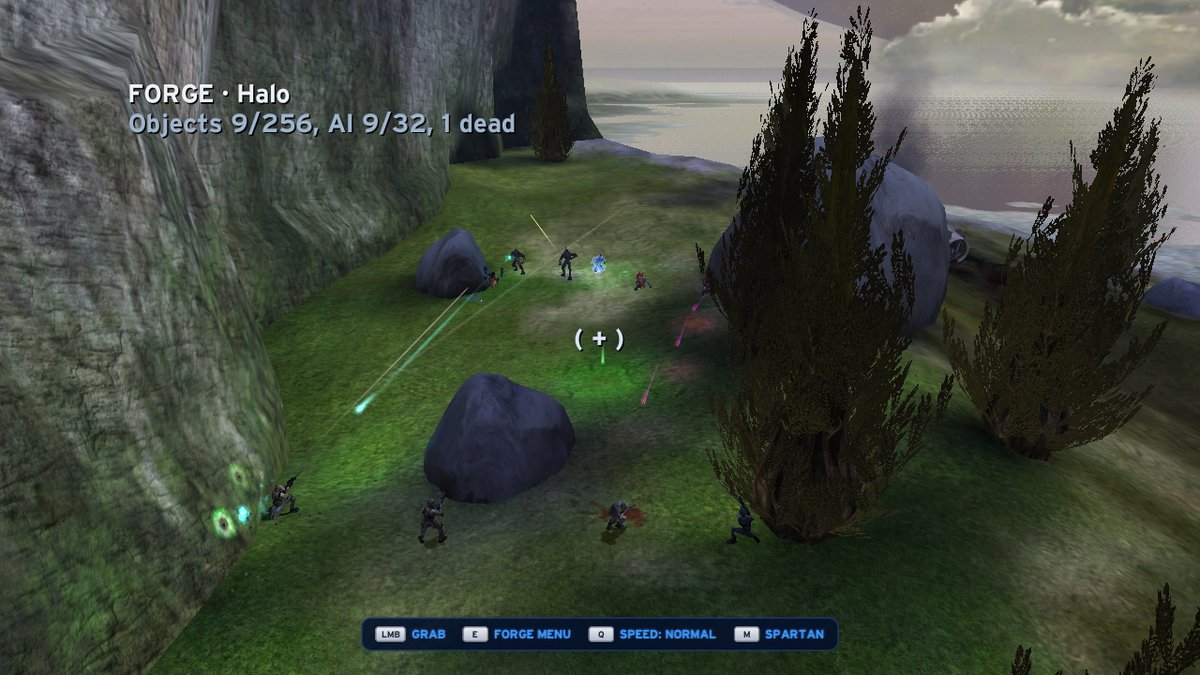 FORGE · Halo
Objects 9/256, AI 9/32, 1 dead
LMB GRAB E FORGE MENU Q SPEED: NORMAL M SPARTAN